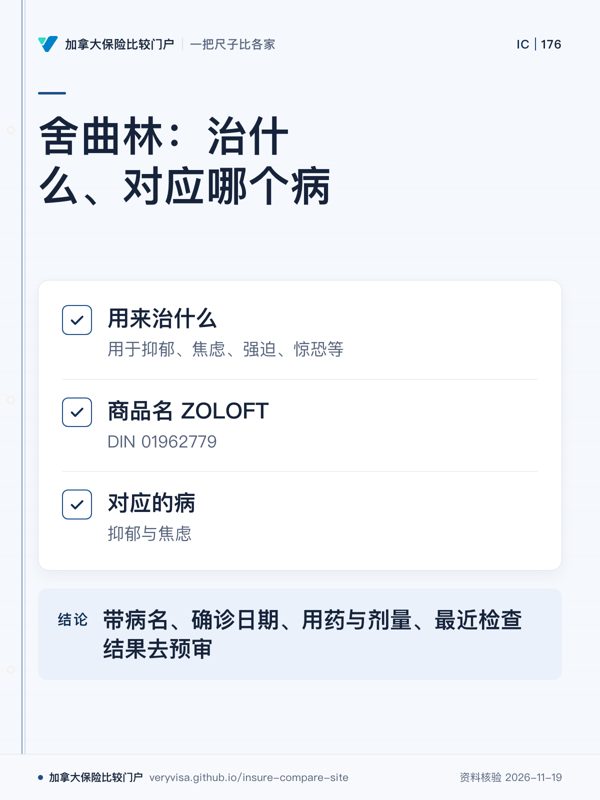 加拿大保险比较门户 一把尺子比各家 IC | 176
舍曲林：治什
么、对应哪个病
用来治什么
用于抑郁、焦虑、强迫、惊恐等
商品名 ZOLOFT
DIN 01962779
对应的病
抑郁与焦虑
结论 带病名、确诊日期、用药与剂量、最近检查
结果去预审
加拿大保险比较门户 veryvisa.github.io/insure-compare-site 资料核验 2026-11-19